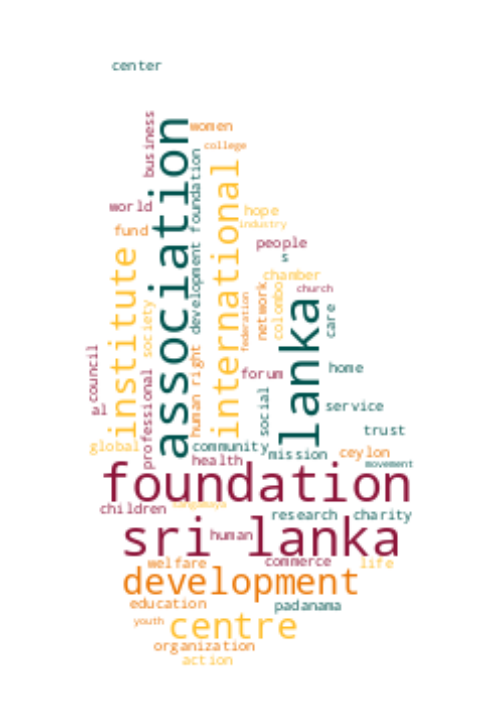 center
business
association
women
college
development foundation
international
world
hope
industry
fund
people
s
institute
chamber
network
colombo
church
society
federation
lanka
care
council
human right
forum
home
professional
social
al
service
trust
global
community
mission
ceylon
health
movement
foundation
children
research
charity
sri lanka
human
welfare
commerce
life
development
education
padanama
youth
centre
organization
action